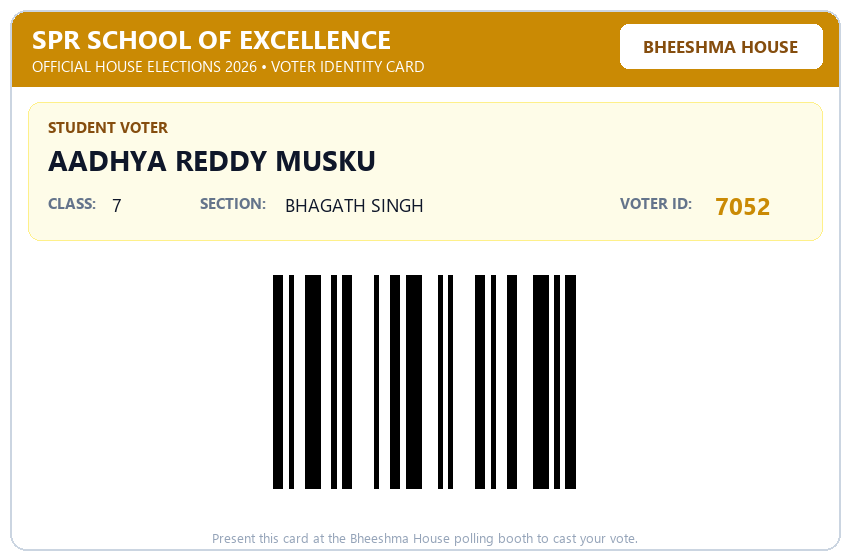 SPR SCHOOL OF EXCELLENCE
OFFICIAL HOUSE ELECTIONS 2026 • VOTER IDENTITY CARD
BHEESHMA HOUSE
STUDENT VOTER
AADHYA REDDY MUSKU
CLASS: 7 SECTION: BHAGATH SINGH VOTER ID: 7052
Present this card at the Bheeshma House polling booth to cast your vote.